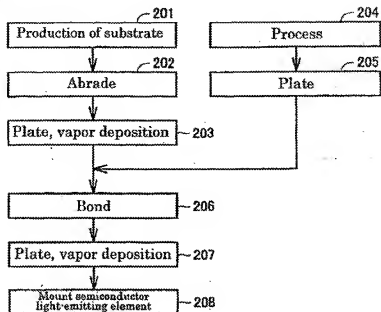 201
Production of substrate
204
Process
202
Abrade
205
Plate
Plate, vapor deposition
203
Bond
206
Plate, vapor deposition
207
Mount semiconductor
light-emitting element
208